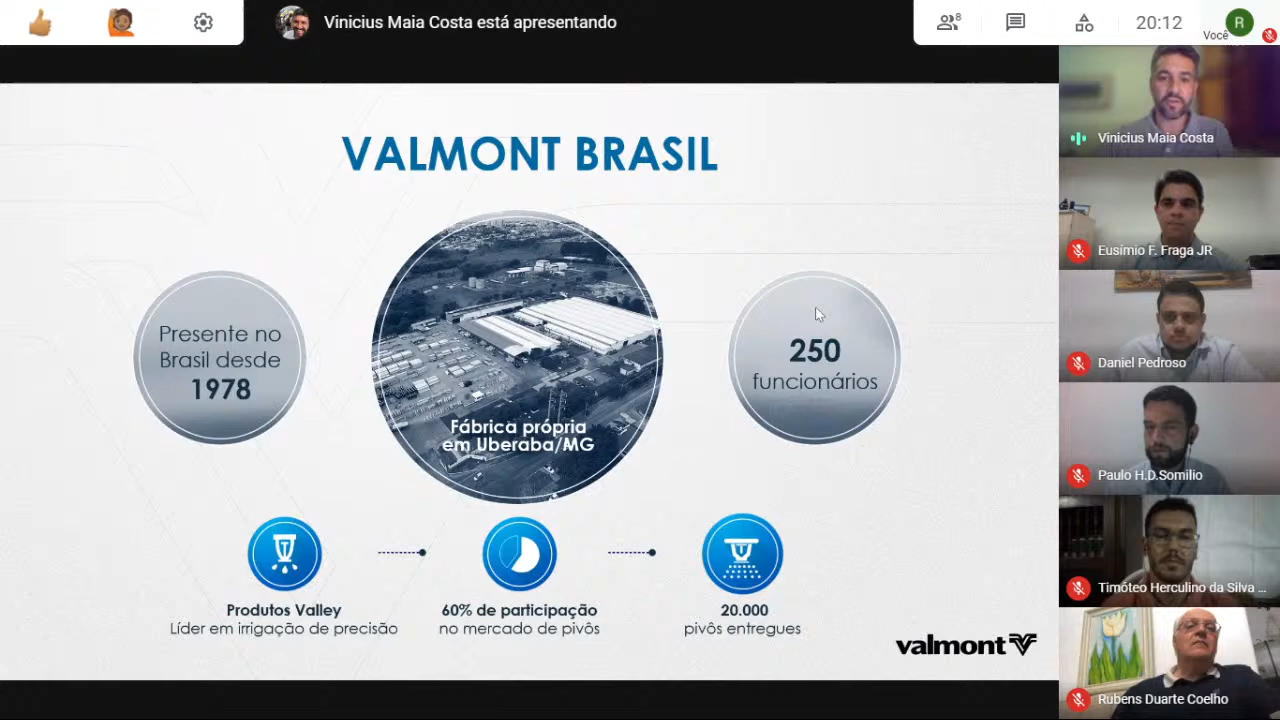 Vinicius Maia Costa está apresentando
8
20:12
R
Você
VALMONT BRASIL
Presente no
Brasil desde
1978
Fábrica própria
em Uberaba/MG
250
funcionários
Produtos Valley
Líder em irrigação de precisão
60% de participação
no mercado de pivôs
20.000
pivôs entregues
valmont
Vinicius Maia Costa
Eusímio F. Fraga JR
Daniel Pedroso
Paulo H.D.Somilio
Timóteo Herculino da Silva ...
Rubens Duarte Coelho